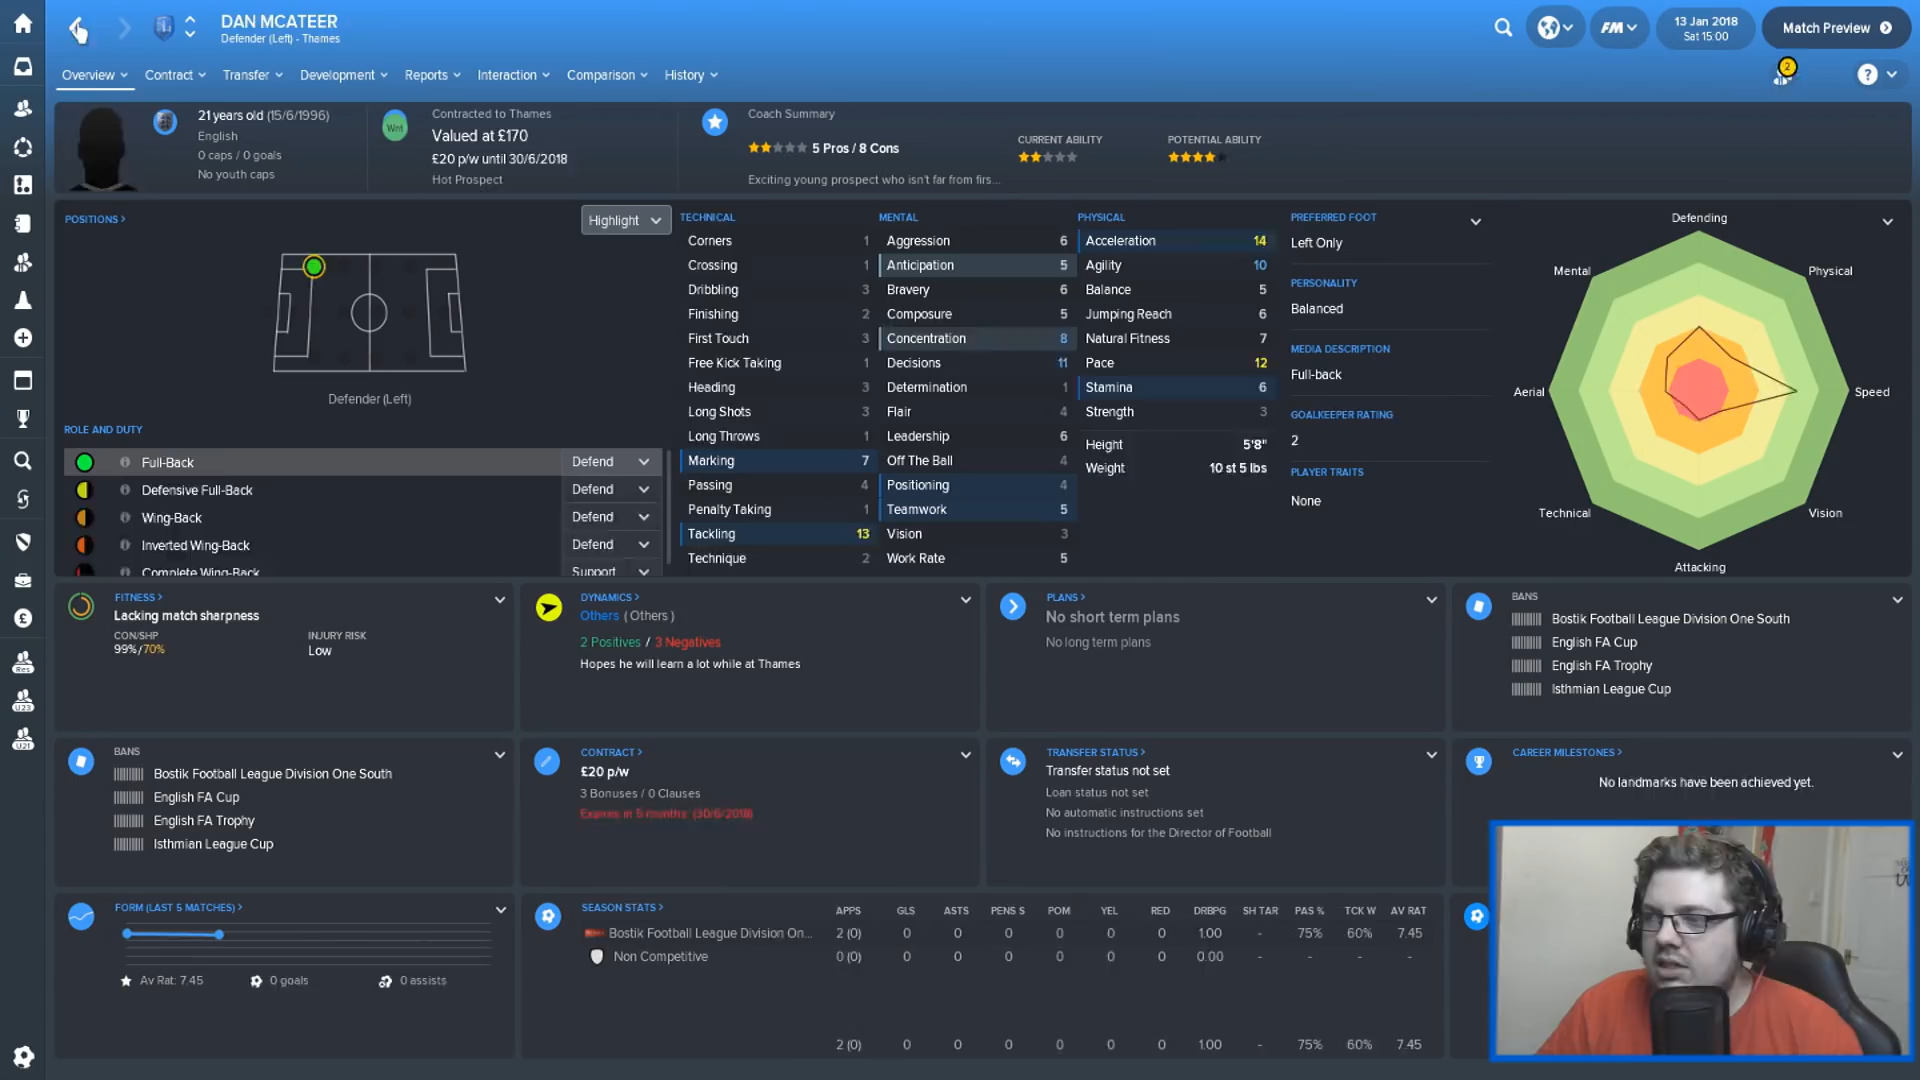 DAN MCATEER
Defender (Left) - Thames
FM
13 Jan 2018
Sat 15:00
Match Preview
Overview
Contract
Transfer
Development
Reports
Interaction
Comparison
History
2
?
21 years old (15/6/1996)
English
0 caps / 0 goals
No youth caps
Wnt
Contracted to Thames
Valued at £170
£20 p/w until 30/6/2018
Hot Prospect
Coach Summary
5 Pros / 8 Cons
Exciting young prospect who isn't far from firs...
CURRENT ABILITY
POTENTIAL ABILITY
POSITIONS >
Highlight
Defender (Left)
ROLE AND DUTY
Full-Back Defend
Defensive Full-Back Defend
Wing-Back Defend
Inverted Wing-Back Defend
Complete Wing-Back Support
TECHNICAL
Corners 1
Crossing 1
Dribbling 3
Finishing 2
First Touch 3
Free Kick Taking 1
Heading 3
Long Shots 3
Long Throws 1
Marking 7
Passing 4
Penalty Taking 1
Tackling 13
Technique 2
MENTAL
Aggression 6
Anticipation 5
Bravery 6
Composure 5
Concentration 8
Decisions 11
Determination 1
Flair 4
Leadership 6
Off The Ball 4
Positioning 4
Teamwork 5
Vision 3
Work Rate 5
PHYSICAL
Acceleration 14
Agility 10
Balance 5
Jumping Reach 6
Natural Fitness 7
Pace 12
Stamina 6
Strength 3
Height 5'8"
Weight 10 st 5 lbs
PREFERRED FOOT
Left Only
PERSONALITY
Balanced
MEDIA DESCRIPTION
Full-back
GOALKEEPER RATING
2
PLAYER TRAITS
None
Defending
Mental
Physical
Aerial
Speed
Technical
Vision
Attacking
FITNESS >
Lacking match sharpness
CON/SHP
99%/70%
INJURY RISK
Low
DYNAMICS >
Others ( Others )
2 Positives / 3 Negatives
Hopes he will learn a lot while at Thames
PLANS >
No short term plans
No long term plans
BANS
Bostik Football League Division One South
English FA Cup
English FA Trophy
Isthmian League Cup
Res
U23
U21
BANS
Bostik Football League Division One South
English FA Cup
English FA Trophy
Isthmian League Cup
CONTRACT >
£20 p/w
3 Bonuses / 0 Clauses
Expires in 5 months (30/6/2018)
TRANSFER STATUS >
Transfer status not set
Loan status not set
No automatic instructions set
No instructions for the Director of Football
CAREER MILESTONES >
No landmarks have been achieved yet.
FORM (LAST 5 MATCHES) >
Av Rat: 7.45
0 goals
0 assists
SEASON STATS > APPS GLS ASTS PENS S POM YEL RED DRBPG SH TAR PAS % TCK W AV RAT
Bostik Football League Division On... 2 (0) 0 0 0 0 0 0 1.00 - 75% 60% 7.45
Non Competitive 0 (0) 0 0 0 0 0 0 0.00 - - - -
2 (0) 0 0 0 0 0 0 1.00 - 75% 60% 7.45